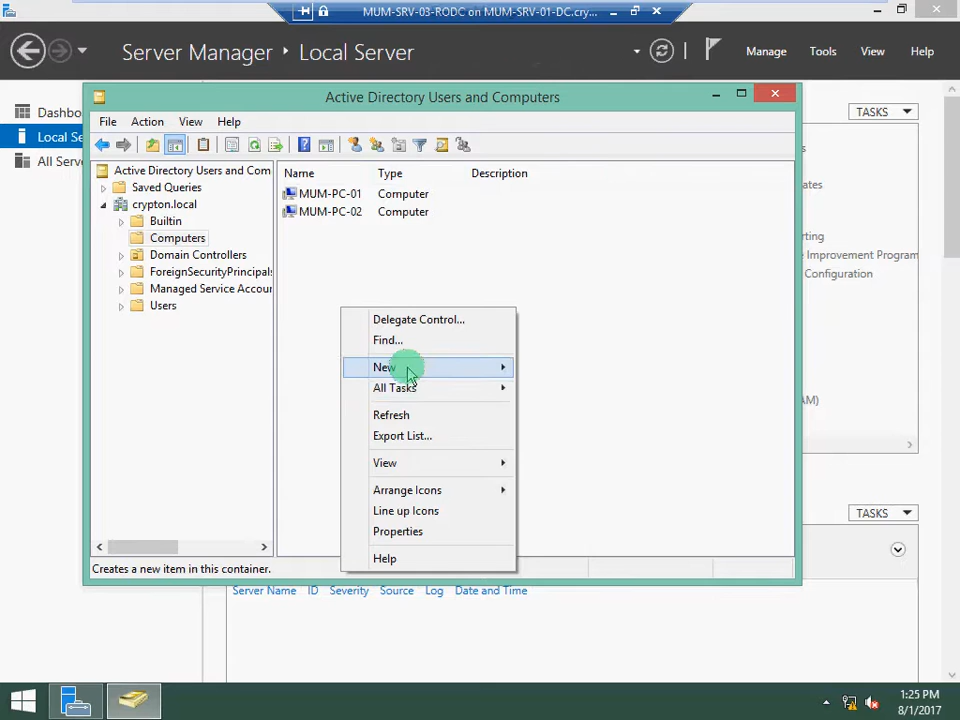 MUM-SRV-03-RODC on MUM-SRV-01-DC.cry...
Server Manager
Local Server
Manage
Tools
View
Help
Dashbo
Local Se
All Serve
TASKS
Active Directory Users and Computers
File
Action
View
Help
Active Directory Users and Com
Saved Queries
crypton.local
Builtin
Computers
Domain Controllers
ForeignSecurityPrincipals
Managed Service Accoun
Users
Name
Type
Description
MUM-PC-01
Computer
MUM-PC-02
Computer
Delegate Control...
Find...
New
All Tasks
Refresh
Export List...
View
Arrange Icons
Line up Icons
Properties
Help
Creates a new item in this container.
s
dates
orting
e Improvement Program
Configuration
AM)
TASKS
Server Name
ID
Severity
Source
Log
Date and Time
1:25 PM
8/1/2017